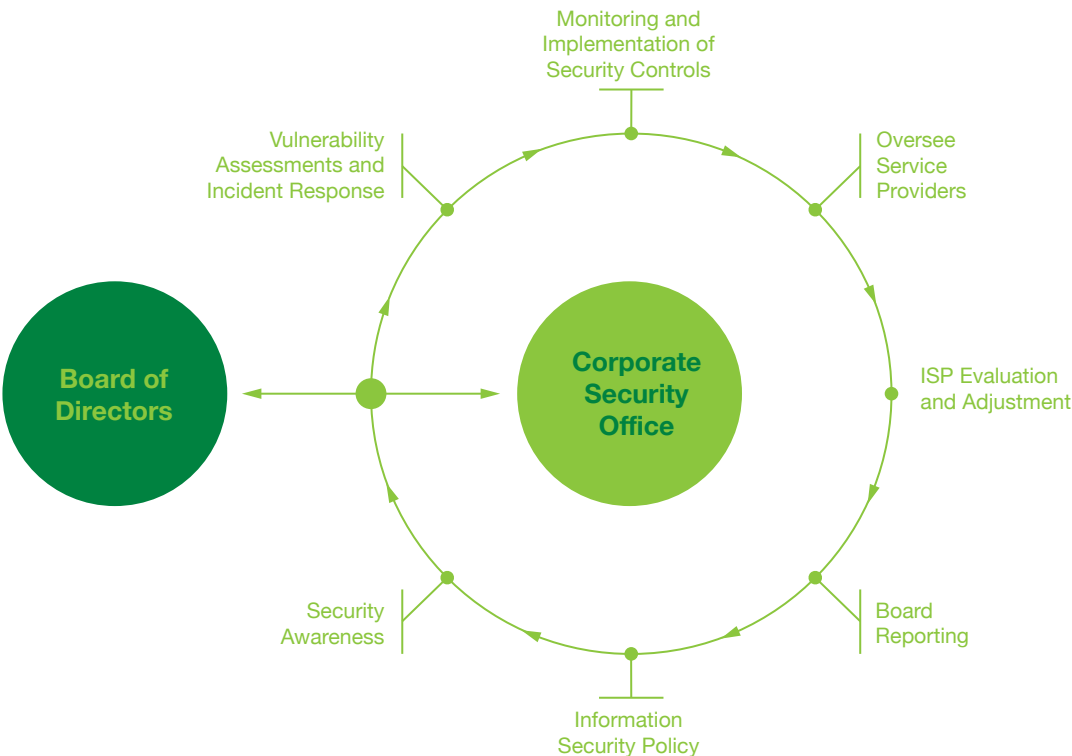 Monitoring and
Implementation of
Security Controls
Vulnerability
Assessments and
Incident Response
Oversee
Service
Providers
Board of
Directors
Corporate
Security
Office
ISP Evaluation
and Adjustment
Security
Awareness
Board
Reporting
Information
Security Policy